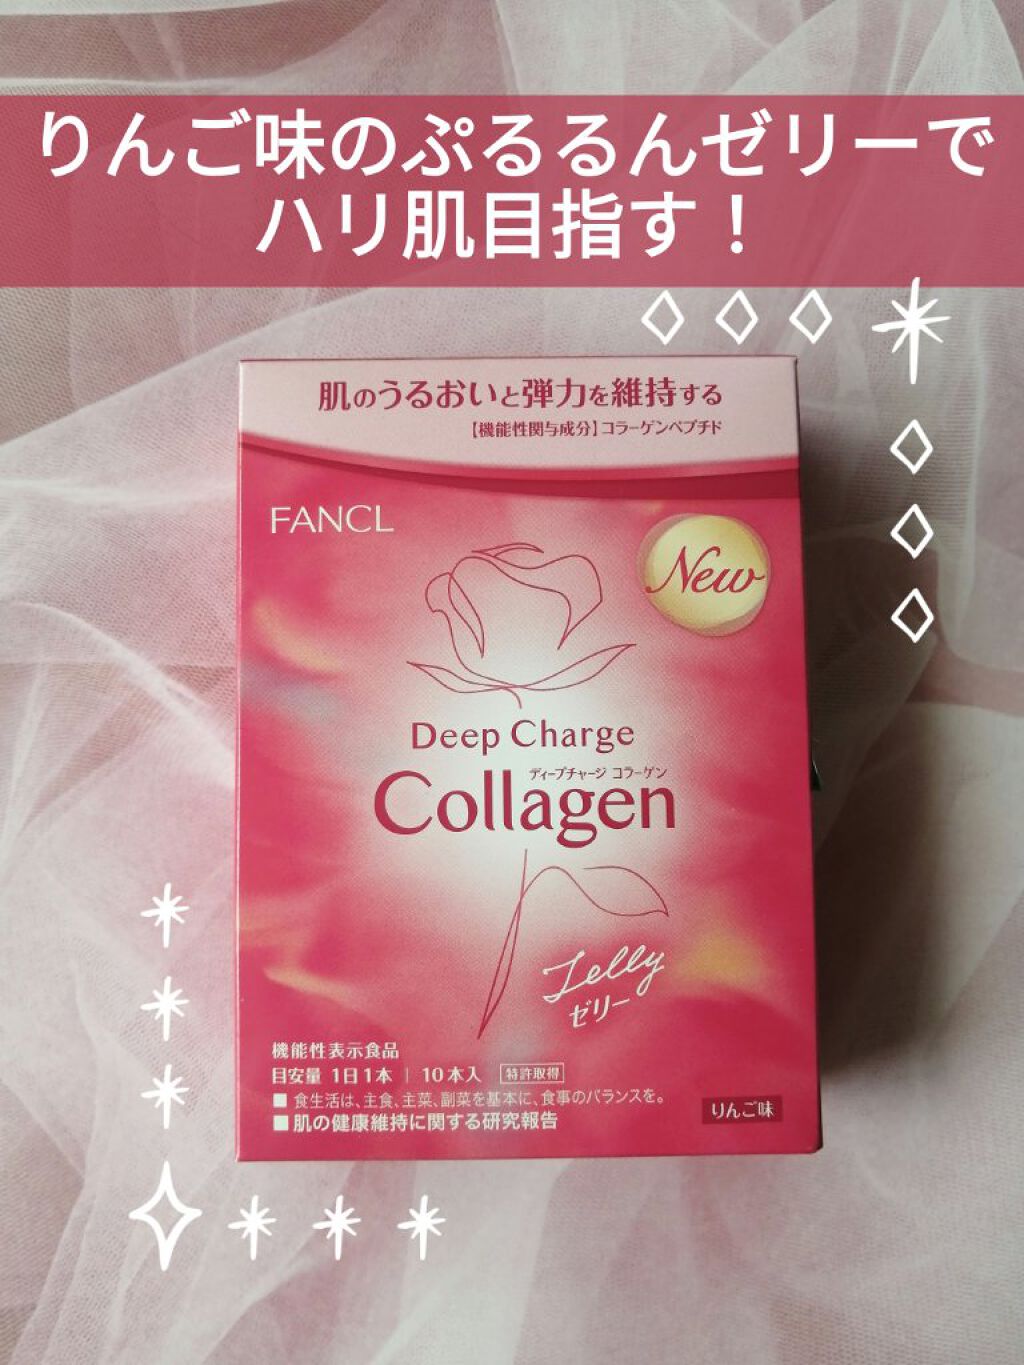 りんご味のぷるるんゼリーで
ハリ肌目指す！
肌のうるおいと弾力を維持する
【機能性関与成分】コラーゲンペプチド
FANCL
New
Deep Charge
ディープチャージ コラーゲン
Collagen
Jelly
ゼリー
機能性表示食品
目安量 1日1本 | 10本入 特許取得
■ 食生活は、主食、主菜、副菜を基本に、食事のバランスを。
■ 肌の健康維持に関する研究報告
りんご味